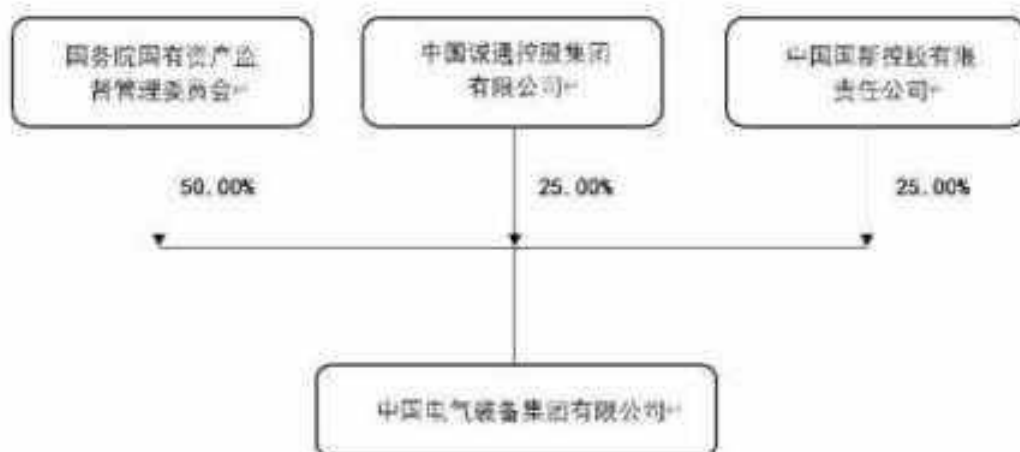 国务院国有资产监
督管理委员会
中国诚通控股集团
有限公司
中国国新控股有限
责任公司
50.00%
25.00%
25.00%
中国电气装备集团有限公司